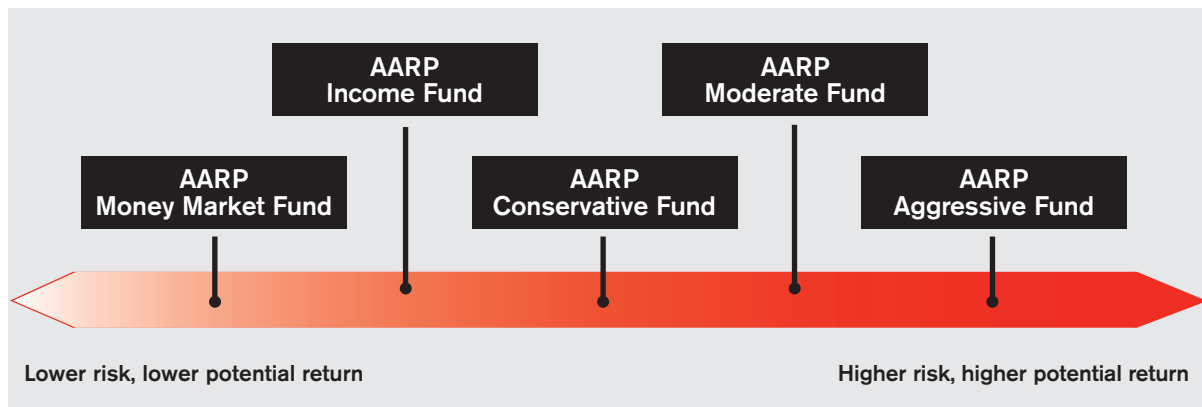 AARP
Income Fund
AARP
Moderate Fund
AARP
Money Market Fund
AARP
Conservative Fund
AARP
Aggressive Fund
Lower risk, lower potential return
Higher risk, higher potential return